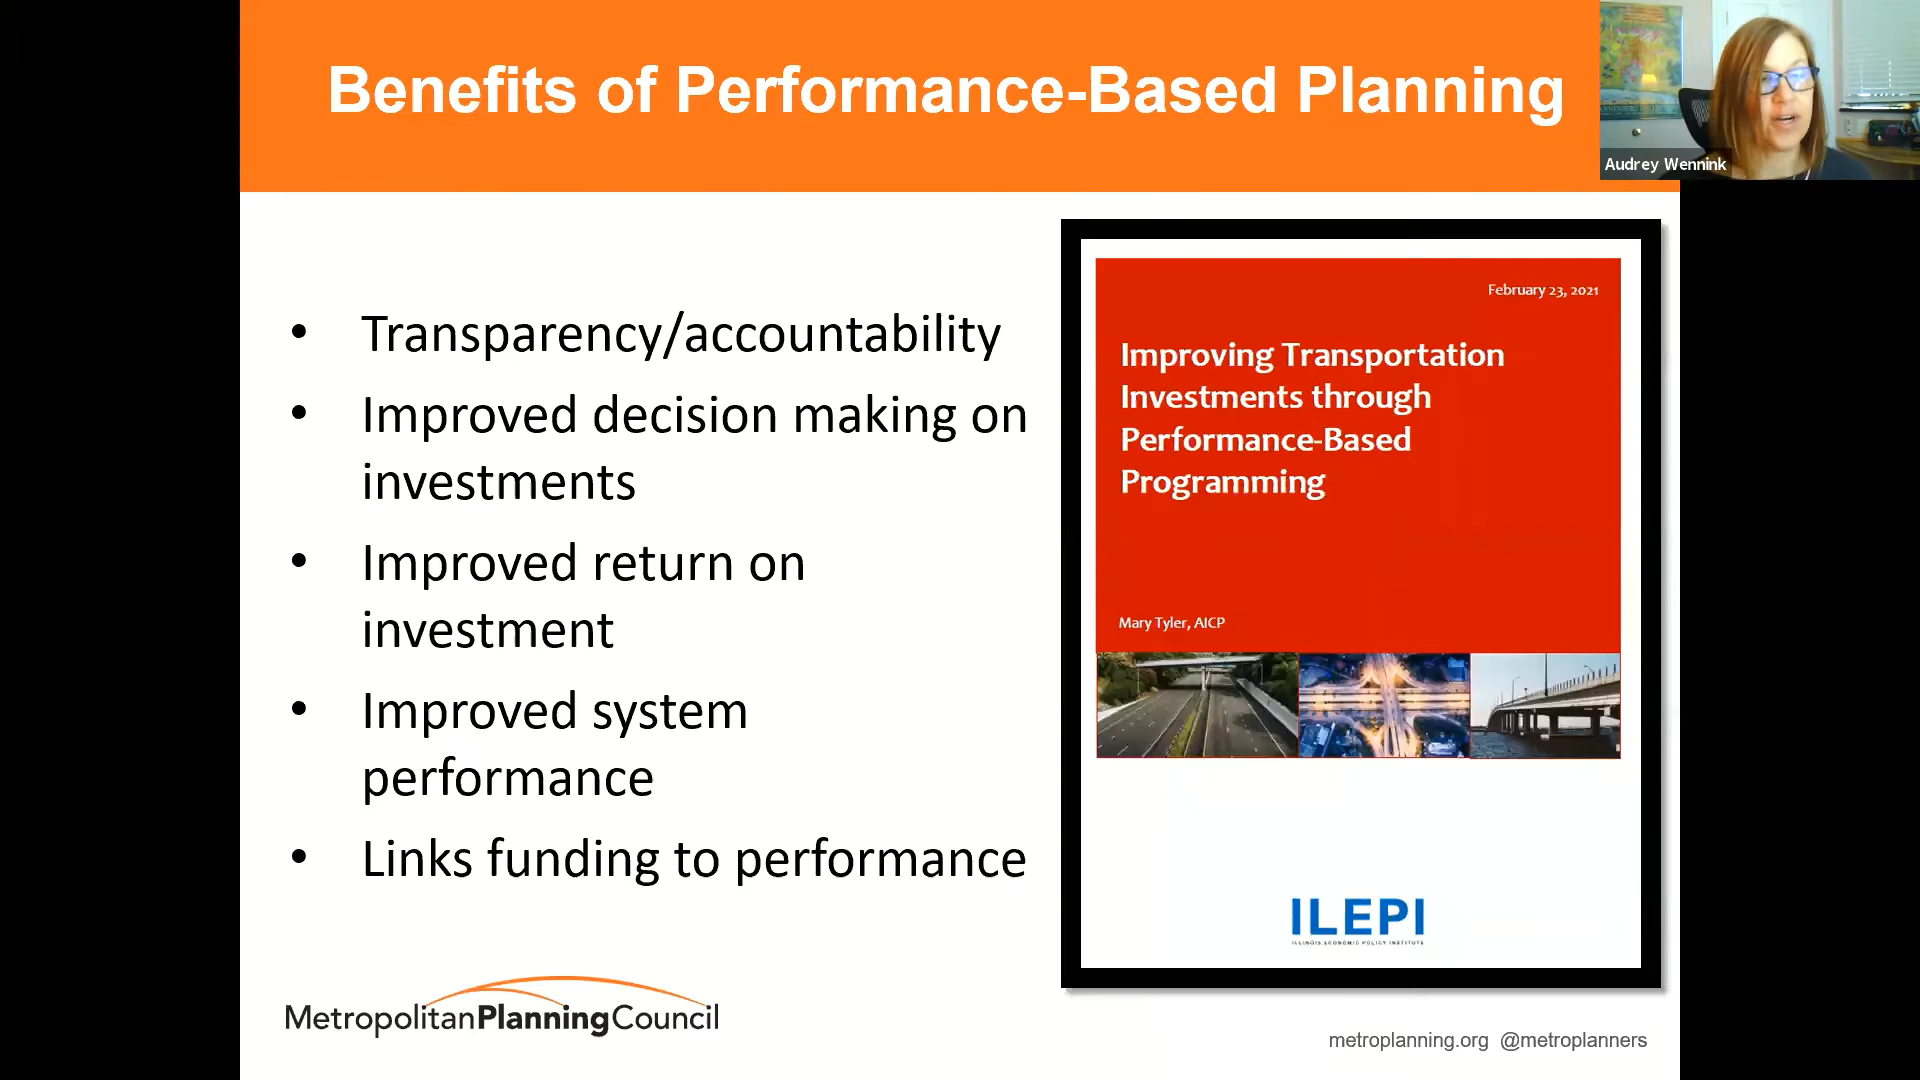 Benefits of Performance-Based Planning
Audrey Wennink
• Transparency/accountability
• Improved decision making on
investments
• Improved return on
investment
• Improved system
performance
• Links funding to performance
February 23, 2021
Improving Transportation
Investments through
Performance-Based
Programming
Mary Tyler, AICP
ILEPI
ILLINOIS ECONOMIC POLICY INSTITUTE
MetropolitanPlanningCouncil
metroplanning.org @metroplanners